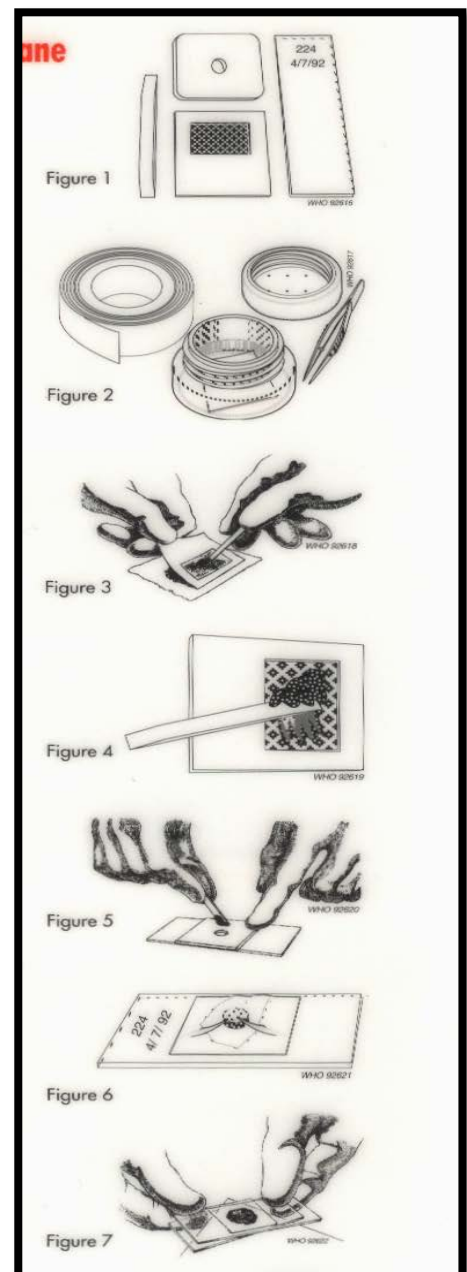 ane
224
4/7/92
Figure 1
WHO 92616
WHO 92617
Figure 2
WHO 92618
Figure 3
Figure 4
WHO 92619
Figure 5
WHO 92620
224
4/7/92
WHO 92621
Figure 6
Figure 7
WHO 92622